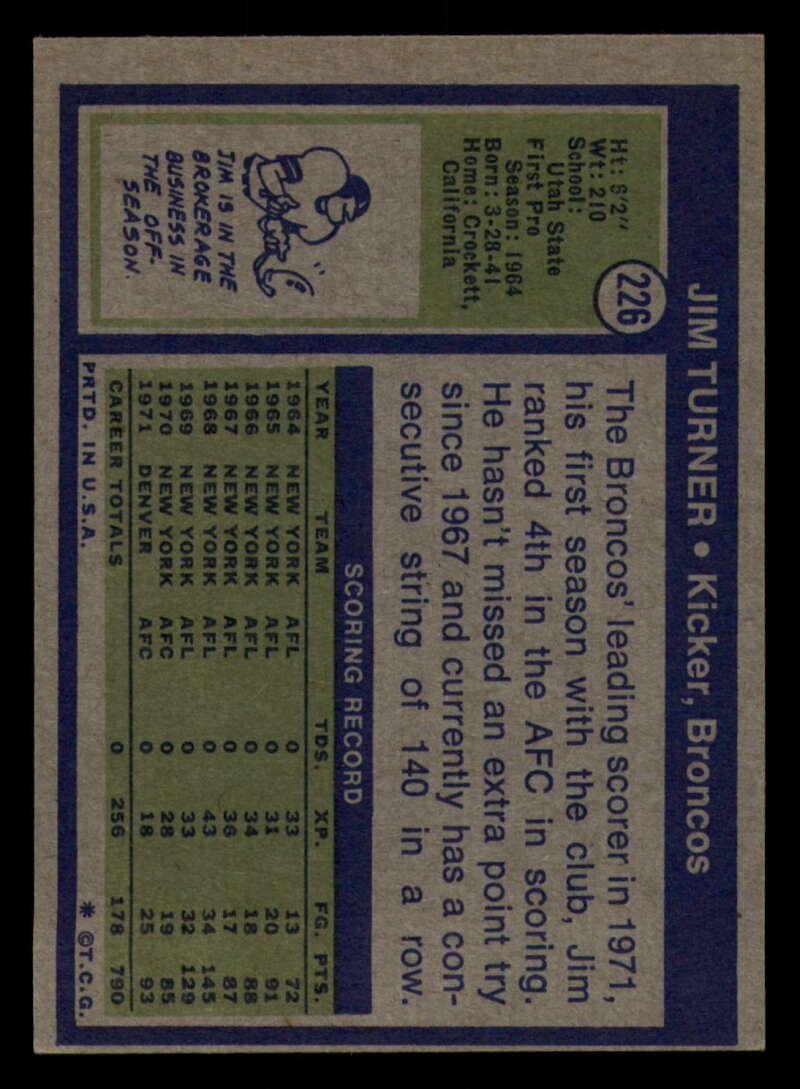 JIM TURNER • Kicker, Broncos
226
Ht: 6'2"
Wt: 210
School:
Utah State
First Pro
Season: 1964
Born: 3-28-41
Home: Crockett,
California
JIM IS IN THE
BROKERAGE
BUSINESS IN
THE OFF-
SEASON.
The Broncos' leading scorer in 1971,
his first season with the club, Jim
ranked 4th in the AFC in scoring.
He hasn't missed an extra point try
since 1967 and currently has a con-
secutive string of 140 in a row.
SCORING RECORD
YEAR TEAM TDS. XP. FG. PTS.
1964 NEW YORK AFL 0 33 13 72
1965 NEW YORK AFL 0 31 20 91
1966 NEW YORK AFL 0 34 18 88
1967 NEW YORK AFL 0 36 17 87
1968 NEW YORK AFL 0 43 34 145
1969 NEW YORK AFL 0 33 32 129
1970 NEW YORK AFC 0 28 19 85
1971 DENVER AFC 0 18 25 93
CAREER TOTALS 0 256 178 790
PRTD. IN U.S.A. * ©T.C.G.